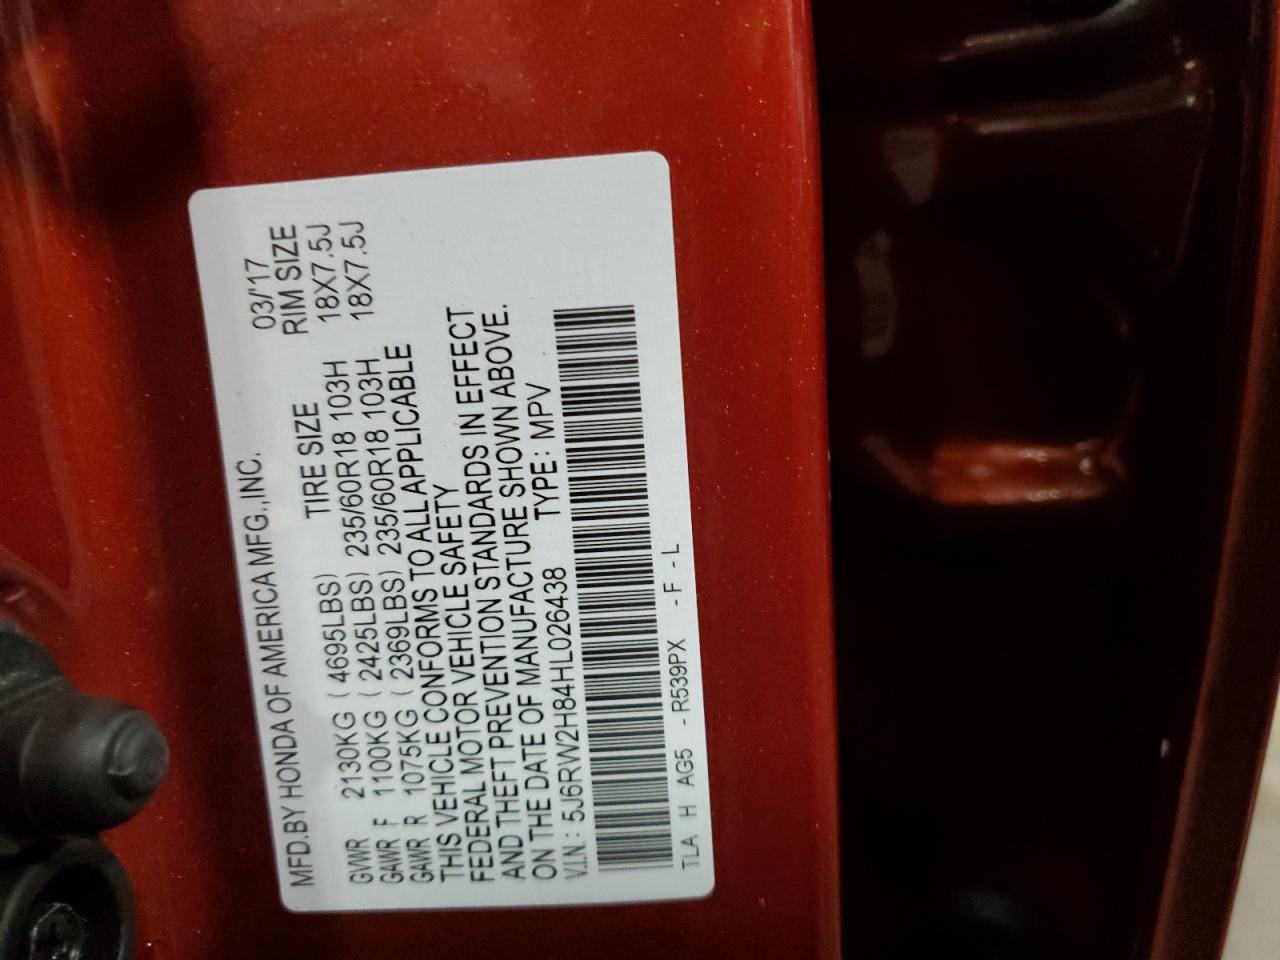 MFD.BY HONDA OF AMERICA MFG.,INC. 03/'17
TIRE SIZE RIM SIZE
GVWR 2130KG ( 4695LBS)
GAWR F 1100KG ( 2425LBS) 235/60R18 103H 18X7.5J
GAWR R 1075KG ( 2369LBS) 235/60R18 103H 18X7.5J
THIS VEHICLE CONFORMS TO ALL APPLICABLE
FEDERAL MOTOR VEHICLE SAFETY
AND THEFT PREVENTION STANDARDS IN EFFECT
ON THE DATE OF MANUFACTURE SHOWN ABOVE.
V.I.N.: 5J6RW2H84HL026438 TYPE: MPV
TLA H AG5 - R539PX - F - L